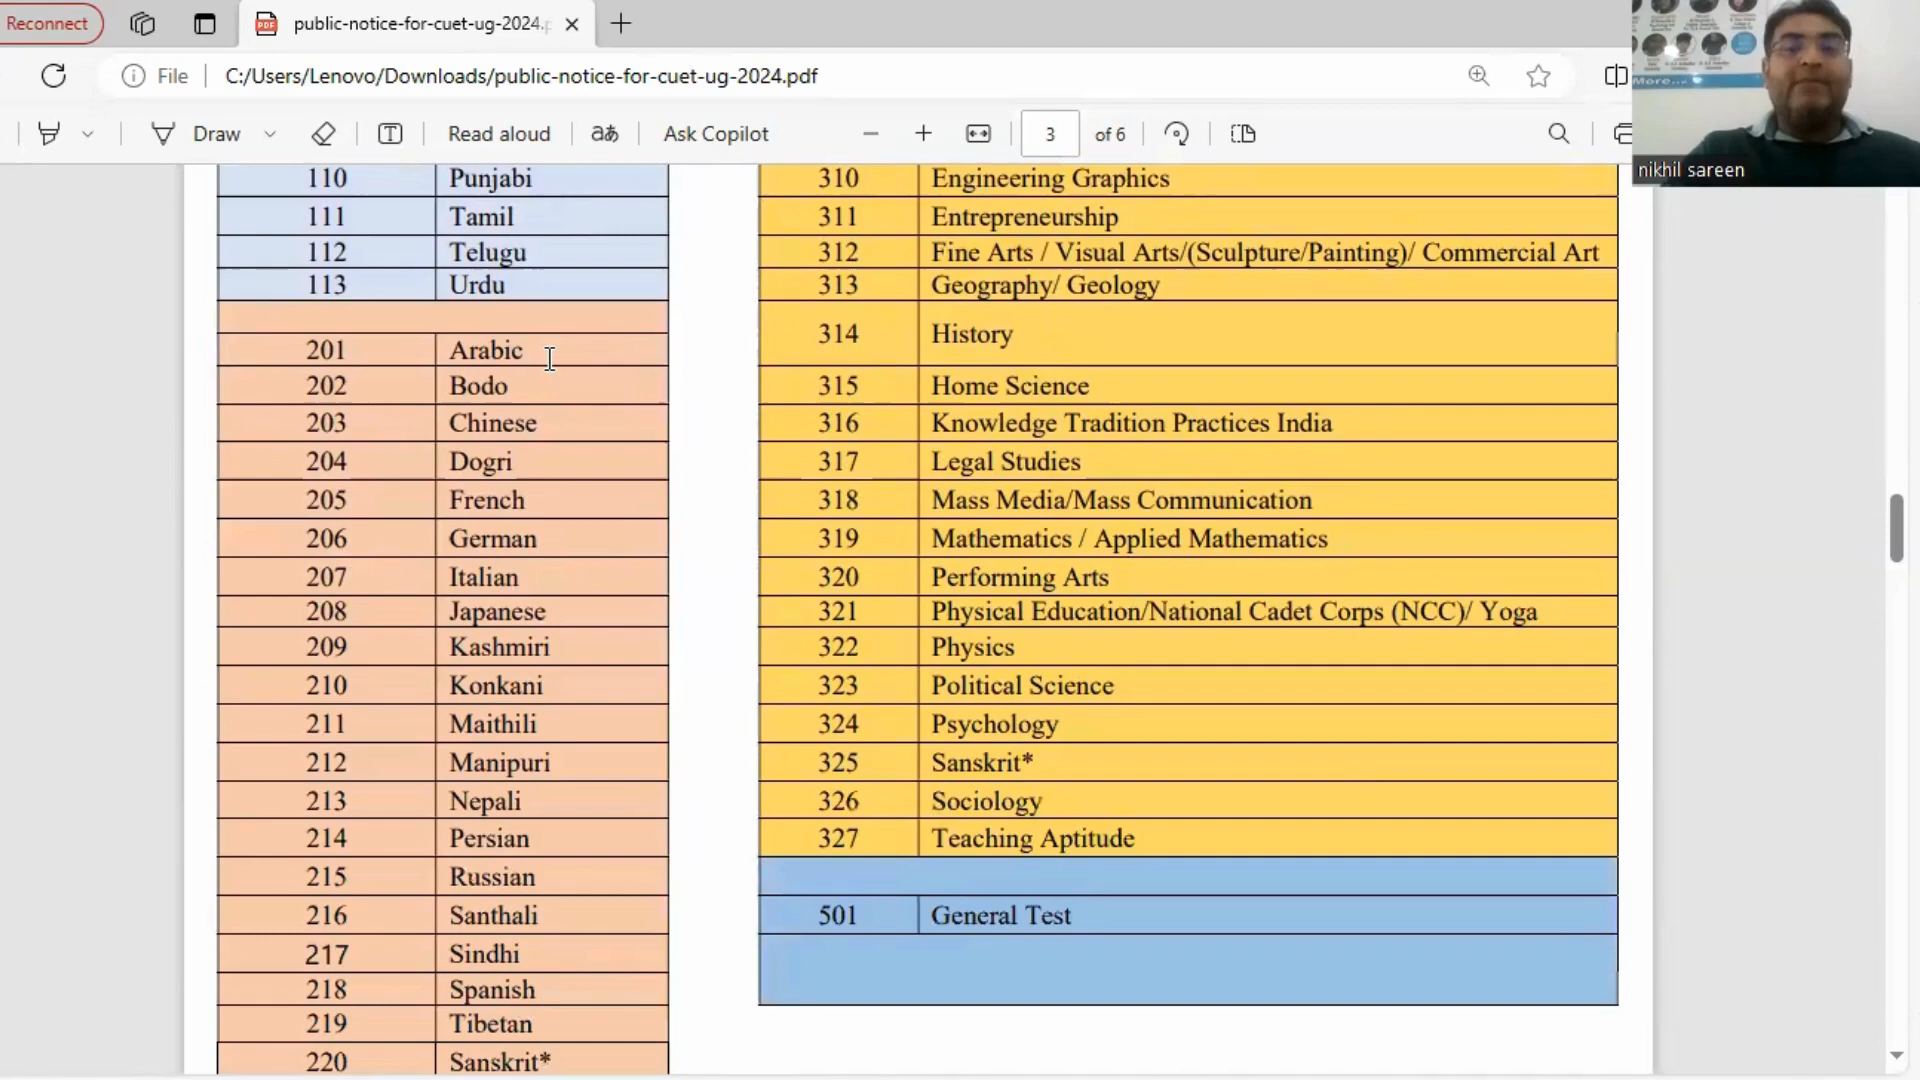 Reconnect
public-notice-for-cuet-ug-2024.p
File
C:/Users/Lenovo/Downloads/public-notice-for-cuet-ug-2024.pdf
Draw
Read aloud
aあ
Ask Copilot
3 of 6
More...
nikhil sareen
110 Punjabi
111 Tamil
112 Telugu
113 Urdu
201 Arabic
202 Bodo
203 Chinese
204 Dogri
205 French
206 German
207 Italian
208 Japanese
209 Kashmiri
210 Konkani
211 Maithili
212 Manipuri
213 Nepali
214 Persian
215 Russian
216 Santhali
217 Sindhi
218 Spanish
219 Tibetan
220 Sanskrit*
310 Engineering Graphics
311 Entrepreneurship
312 Fine Arts / Visual Arts/(Sculpture/Painting)/ Commercial Art
313 Geography/ Geology
314 History
315 Home Science
316 Knowledge Tradition Practices India
317 Legal Studies
318 Mass Media/Mass Communication
319 Mathematics / Applied Mathematics
320 Performing Arts
321 Physical Education/National Cadet Corps (NCC)/ Yoga
322 Physics
323 Political Science
324 Psychology
325 Sanskrit*
326 Sociology
327 Teaching Aptitude
501 General Test